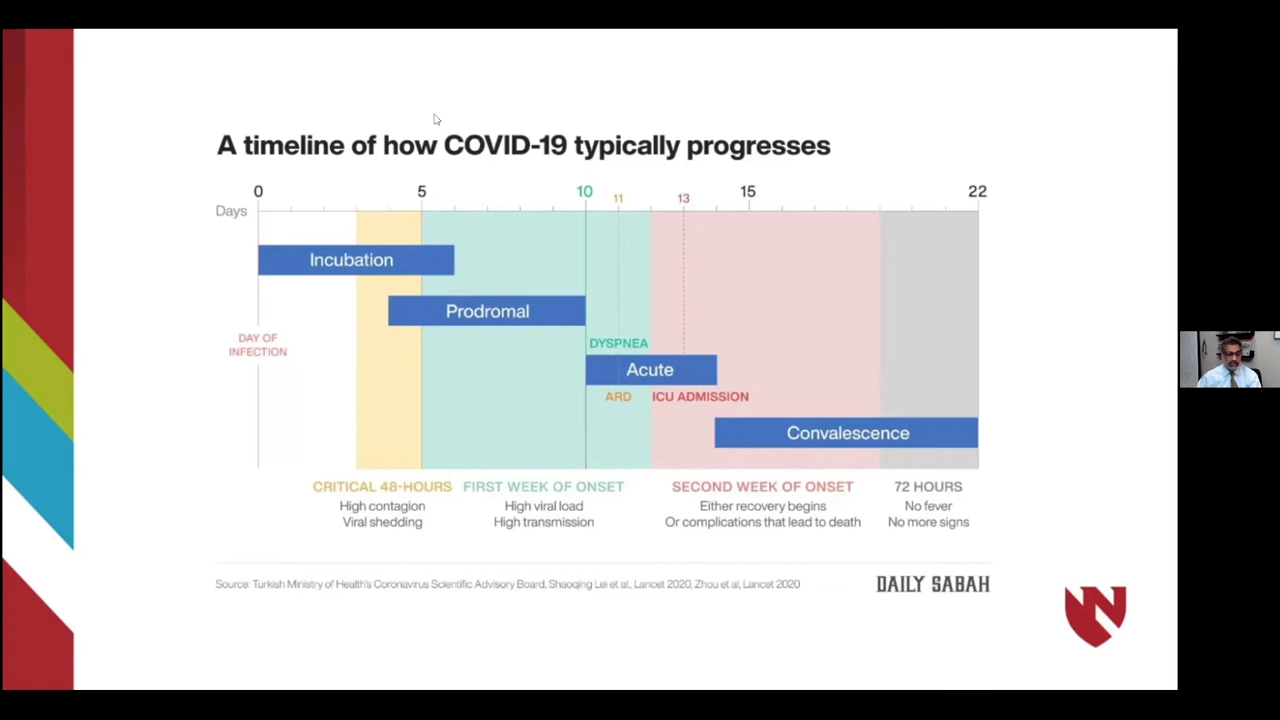 A timeline of how COVID-19 typically progresses
0 5 10 11 13 15 22
Days
Incubation
Prodromal
DAY OF
INFECTION
DYSPNEA
Acute
ARD
ICU ADMISSION
Convalescence
CRITICAL 48-HOURS
High contagion
Viral shedding
FIRST WEEK OF ONSET
High viral load
High transmission
SECOND WEEK OF ONSET
Either recovery begins
Or complications that lead to death
72 HOURS
No fever
No more signs
Source: Turkish Ministry of Health's Coronavirus Scientific Advisory Board, Shaoqing Lei et al., Lancet 2020, Zhou et al, Lancet 2020
DAILY SABAH
N